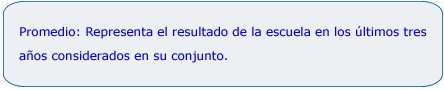 Promedio: Representa el resultado de la escuela en los últimos tres
años considerados en su conjunto.